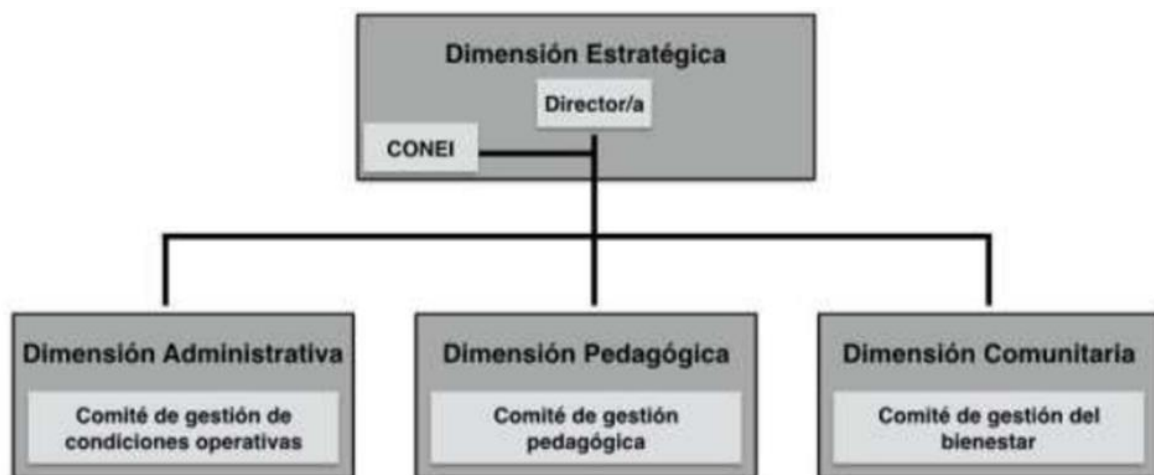 Dimensión Estratégica
Director/a
CONEI
Dimensión Administrativa
Comité de gestión de
condiciones operativas
Dimensión Pedagógica
Comité de gestión
pedagógica
Dimensión Comunitaria
Comité de gestión del
bienestar